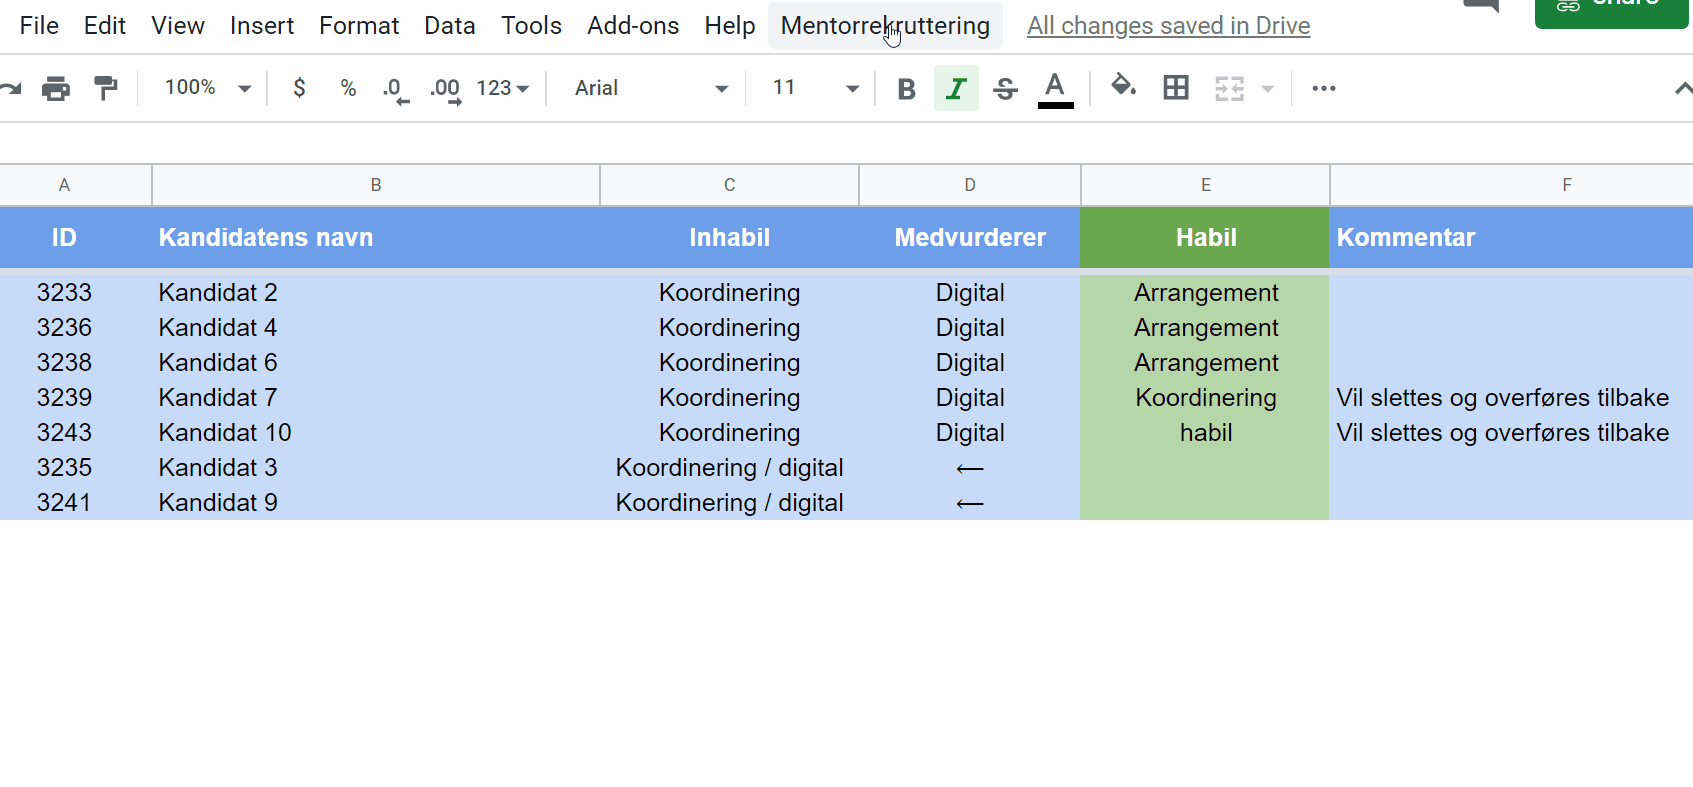 File Edit View Insert Format Data Tools Add-ons Help Mentorrekruttering All changes saved in Drive
100% $ % .0 .00 123 Arial 11 B I S A
A B C D E F
ID Kandidatens navn Inhabil Medvurderer Habil Kommentar
3233 Kandidat 2 Koordinering Digital Arrangement
3236 Kandidat 4 Koordinering Digital Arrangement
3238 Kandidat 6 Koordinering Digital Arrangement
3239 Kandidat 7 Koordinering Digital Koordinering Vil slettes og overføres tilbake
3243 Kandidat 10 Koordinering Digital habil Vil slettes og overføres tilbake
3235 Kandidat 3 Koordinering / digital ←
3241 Kandidat 9 Koordinering / digital ←